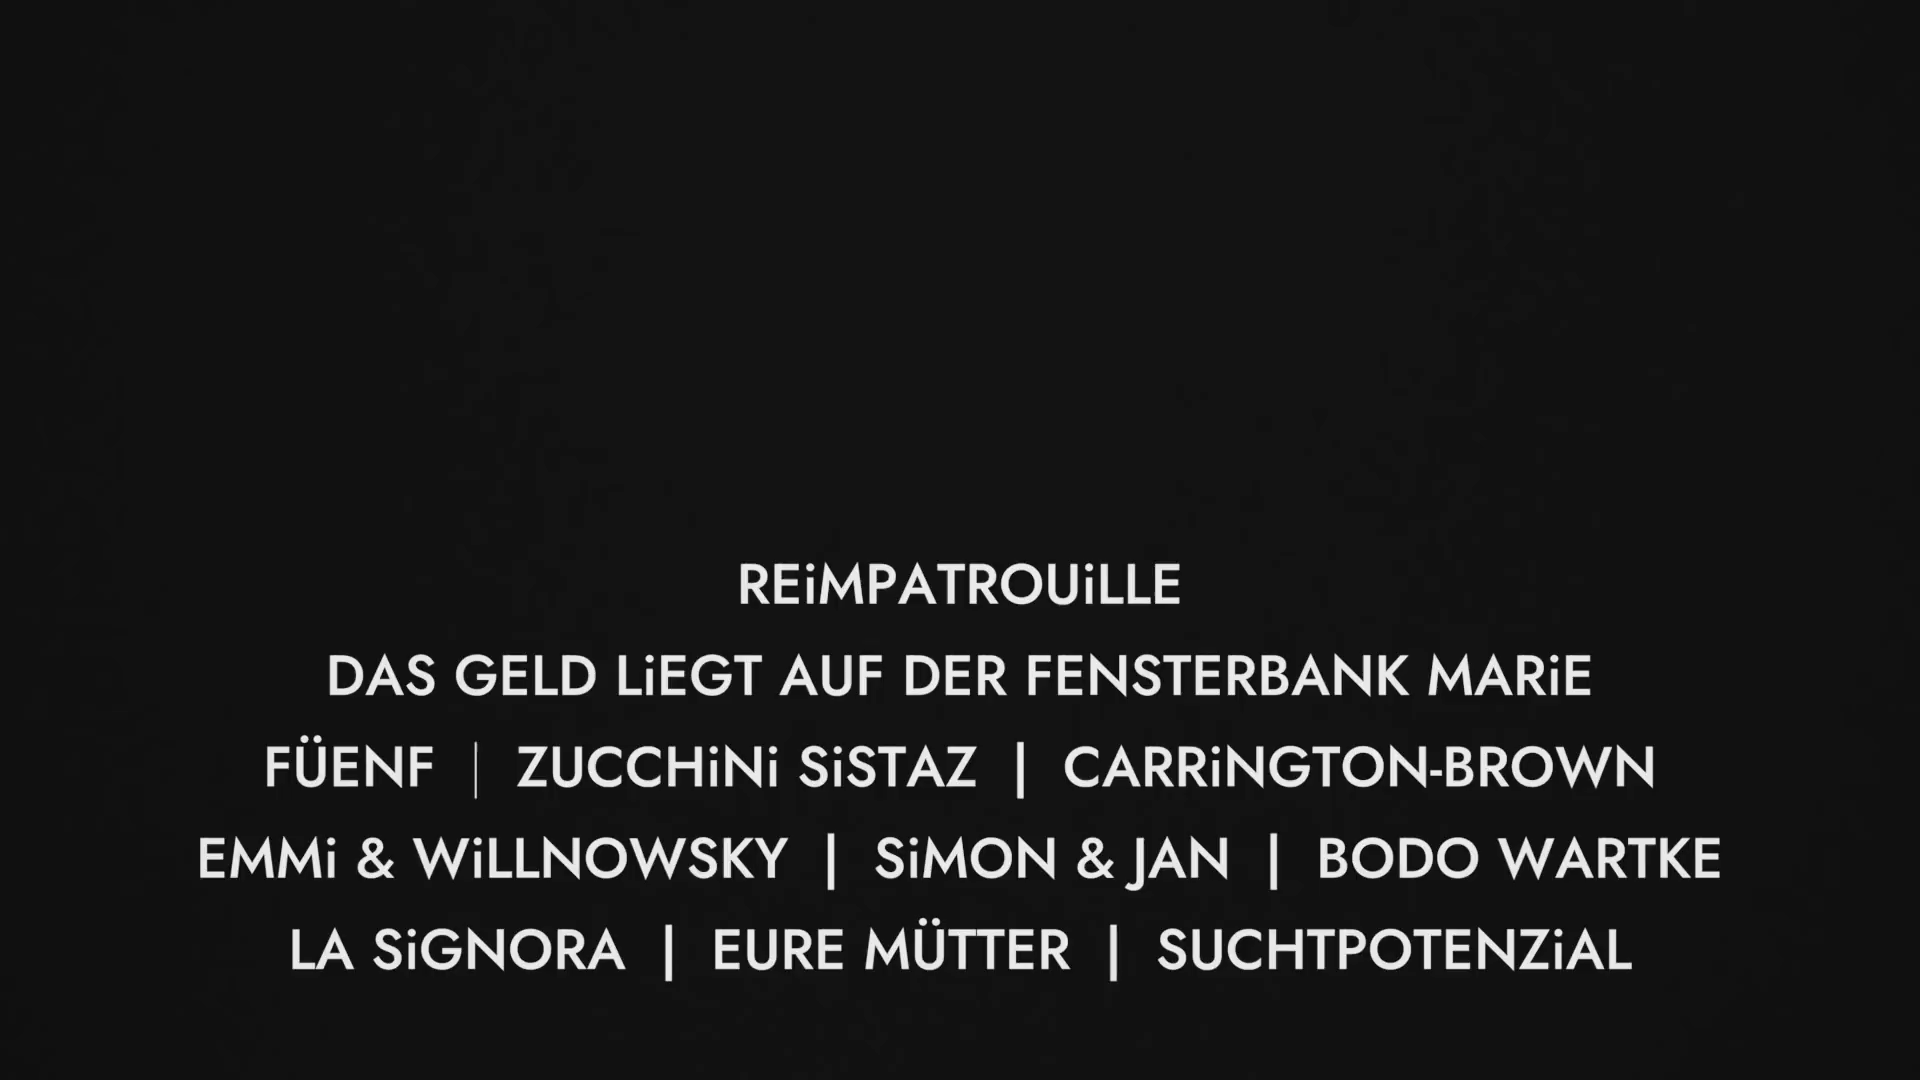 REiMPATROUiLLE
DAS GELD LiEGT AUF DER FENSTERBANK MARiE
FÜENF | ZUCCHiNi SiSTAZ | CARRiNGTON-BROWN
EMMi & WiLLNOWSKY | SiMON & JAN | BODO WARTKE
LA SiGNORA | EURE MÜTTER | SUCHTPOTENZiAL